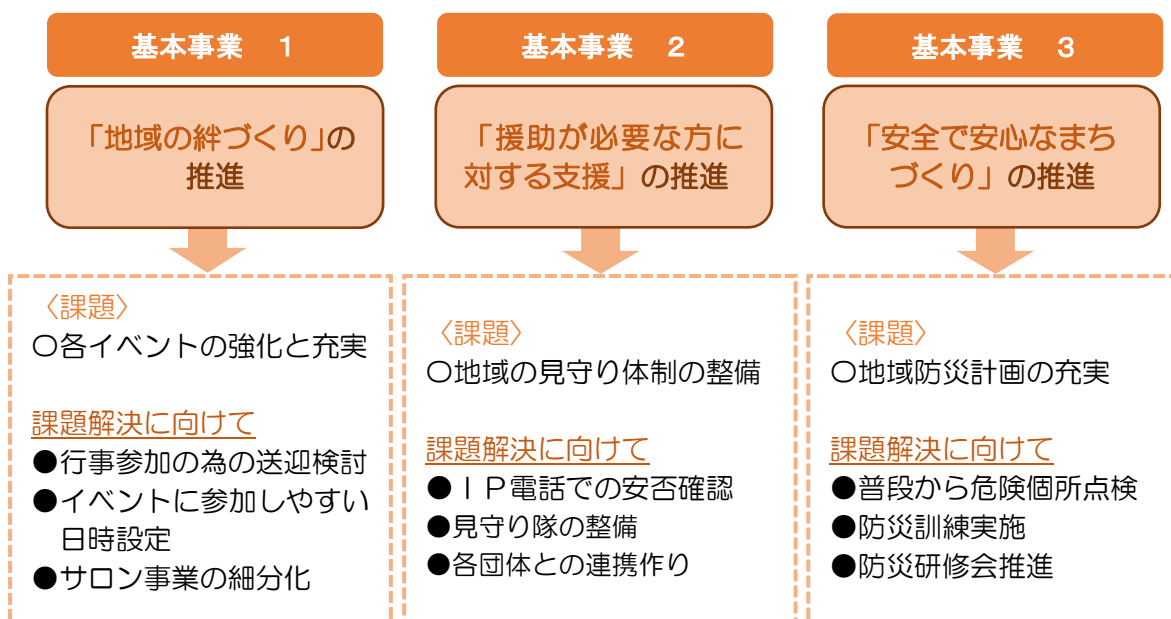 基本事業　1
「地域の絆づくり」の
推進
〈課題〉
〇各イベントの強化と充実
課題解決に向けて
●行事参加の為の送迎検討
●イベントに参加しやすい
日時設定
●サロン事業の細分化
基本事業　2
「援助が必要な方に
対する支援」の推進
〈課題〉
〇地域の見守り体制の整備
課題解決に向けて
●ＩＰ電話での安否確認
●見守り隊の整備
●各団体との連携作り
基本事業　3
「安全で安心なまち
づくり」の推進
〈課題〉
〇地域防災計画の充実
課題解決に向けて
●普段から危険個所点検
●防災訓練実施
●防災研修会推進